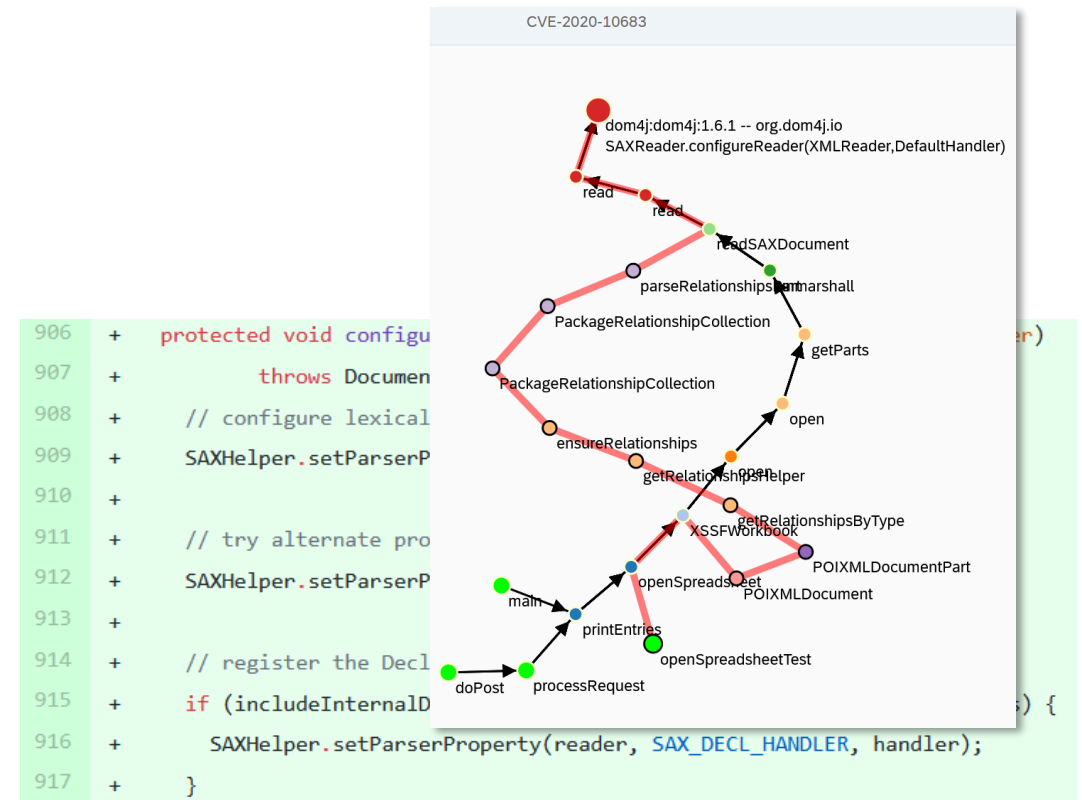 CVE-2020-10683
dom4j:dom4j:1.6.1 -- org.dom4j.io
SAXReader.configureReader(XMLReader,DefaultHandler)
read
read
readSAXDocument
parseRelationshipsPart
unmarshall
PackageRelationshipCollection
getParts
PackageRelationshipCollection
open
ensureRelationships
open
getRelationshipsHelper
getRelationshipsByType
XSSFWorkbook
POIXMLDocumentPart
openSpreadsheet
POIXMLDocument
main
printEntries
openSpreadsheetTest
doPost
processRequest
906 + protected void configu er)
907 + throws Documen
908 + // configure lexical
909 + SAXHelper.setParserP
910 +
911 + // try alternate pro
912 + SAXHelper.setParserP
913 +
914 + // register the Decl
915 + if (includeInternalD s) {
916 + SAXHelper.setParserProperty(reader, SAX_DECL_HANDLER, handler);
917 + }